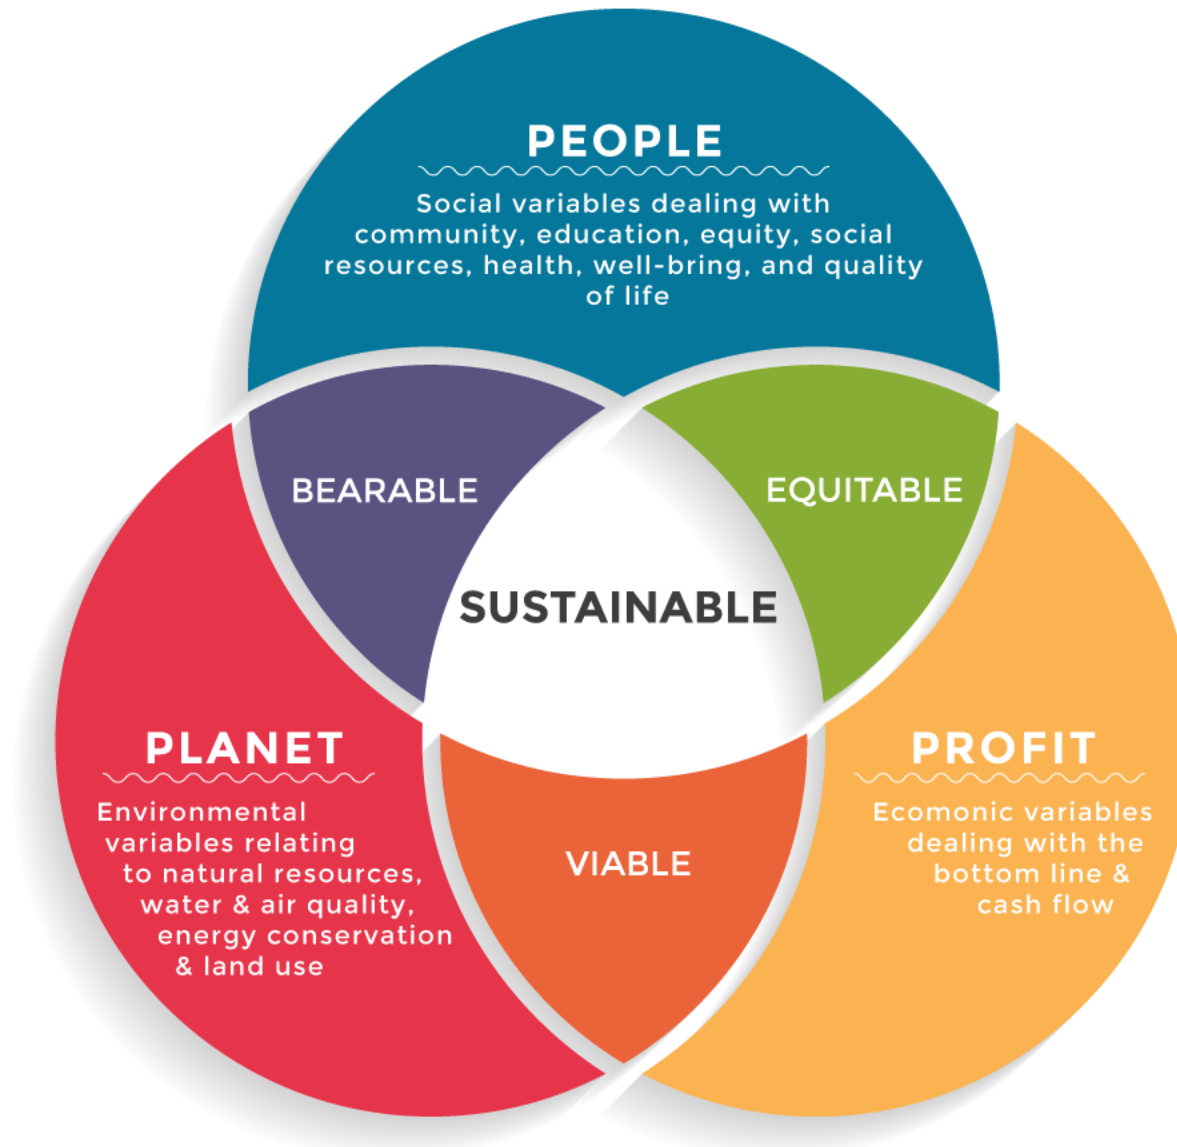 PEOPLE
Social variables dealing with
community, education, equity, social
resources, health, well-bring, and quality
of life
BEARABLE
EQUITABLE
SUSTAINABLE
PLANET
Environmental
variables relating
to natural resources,
water & air quality,
energy conservation
& land use
PROFIT
Ecomonic variables
dealing with the
bottom line &
cash flow
VIABLE